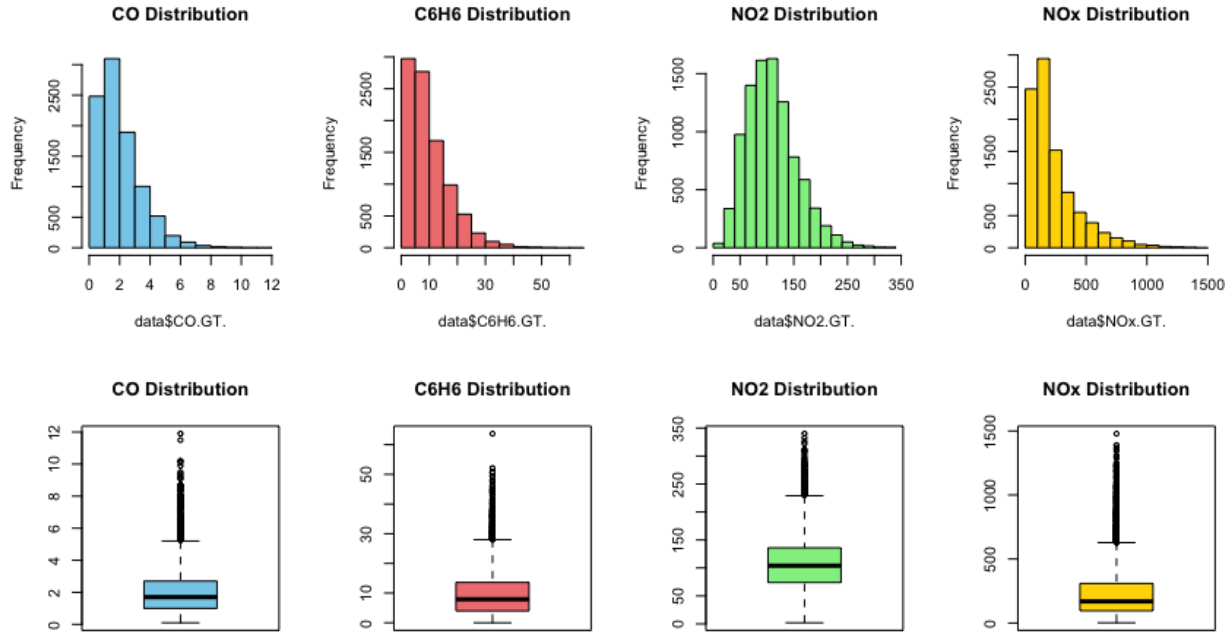 CO Distribution
C6H6 Distribution
NO2 Distribution
NOx Distribution
Frequency
0 500 1500 2500
0 2 4 6 8 10 12
data$CO.GT.
Frequency
0 500 1500 2500
0 10 30 50
data$C6H6.GT.
Frequency
0 500 1000 1500
0 50 150 250 350
data$NO2.GT.
Frequency
0 500 1500 2500
0 500 1000 1500
data$NOx.GT.
CO Distribution
C6H6 Distribution
NO2 Distribution
NOx Distribution
0 2 4 6 8 10 12
0 10 30 50
0 50 150 250 350
0 500 1000 1500